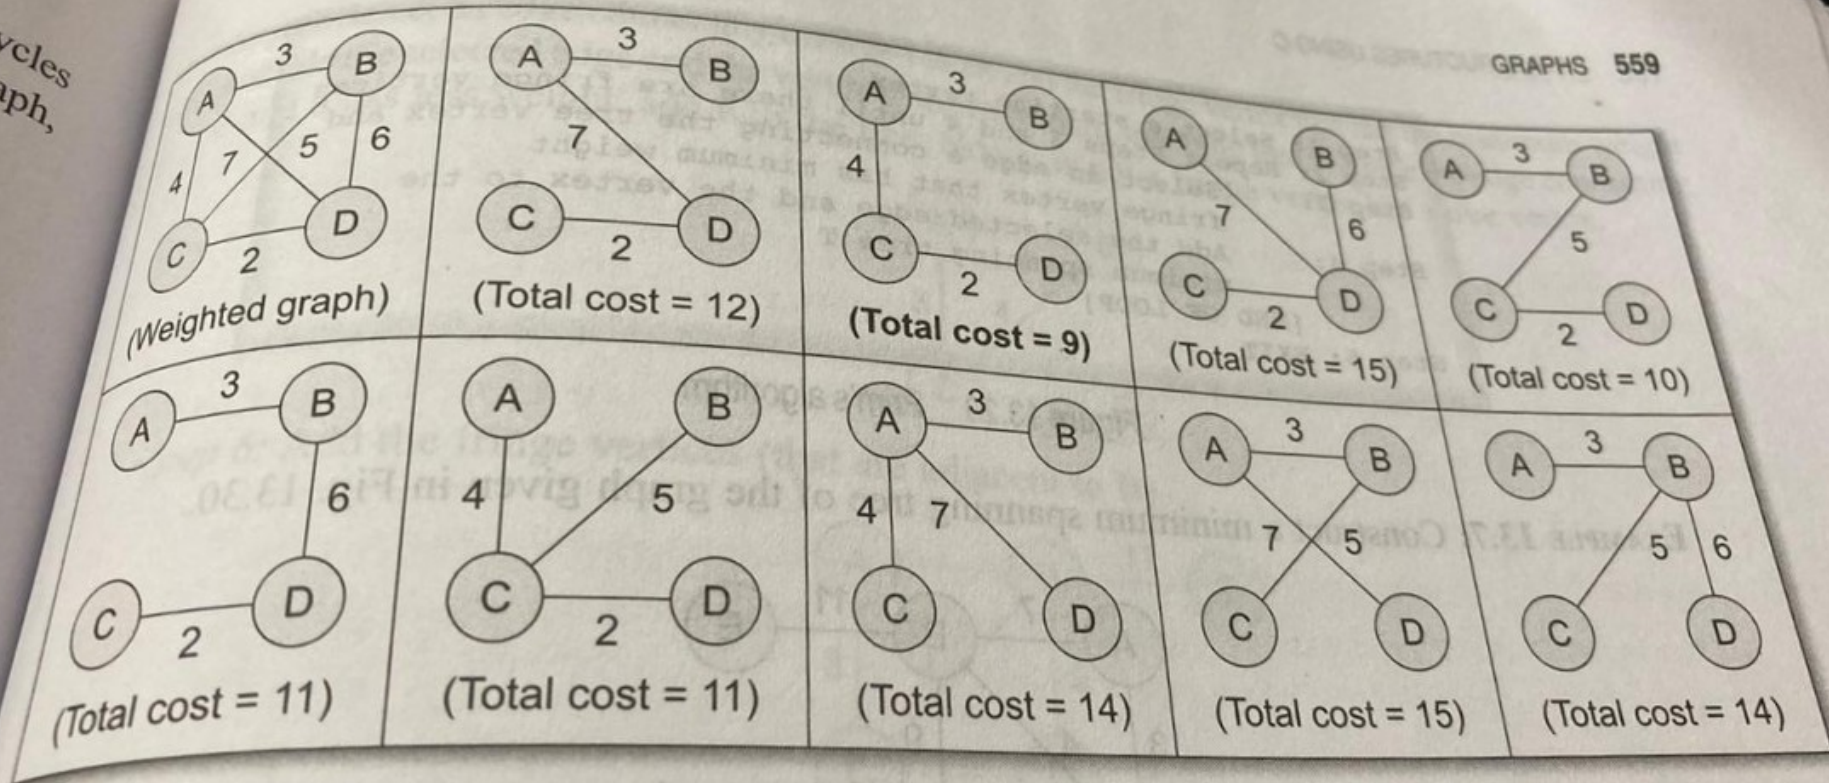 ycles
aph,
GRAPHS 559
A 3 B
4 7 5 6
C 2 D
(Weighted graph)
A 3 B
7
C 2 D
(Total cost = 12)
A 3 B
4
C 2 D
(Total cost = 9)
A B
7 6
C 2 D
(Total cost = 15)
A 3 B
5
C 2 D
(Total cost = 10)
A 3 B
6
C 2 D
(Total cost = 11)
A B
4 5
C 2 D
(Total cost = 11)
A 3 B
4 7
C D
(Total cost = 14)
A 3 B
7 5
C D
(Total cost = 15)
A 3 B
5 6
C D
(Total cost = 14)